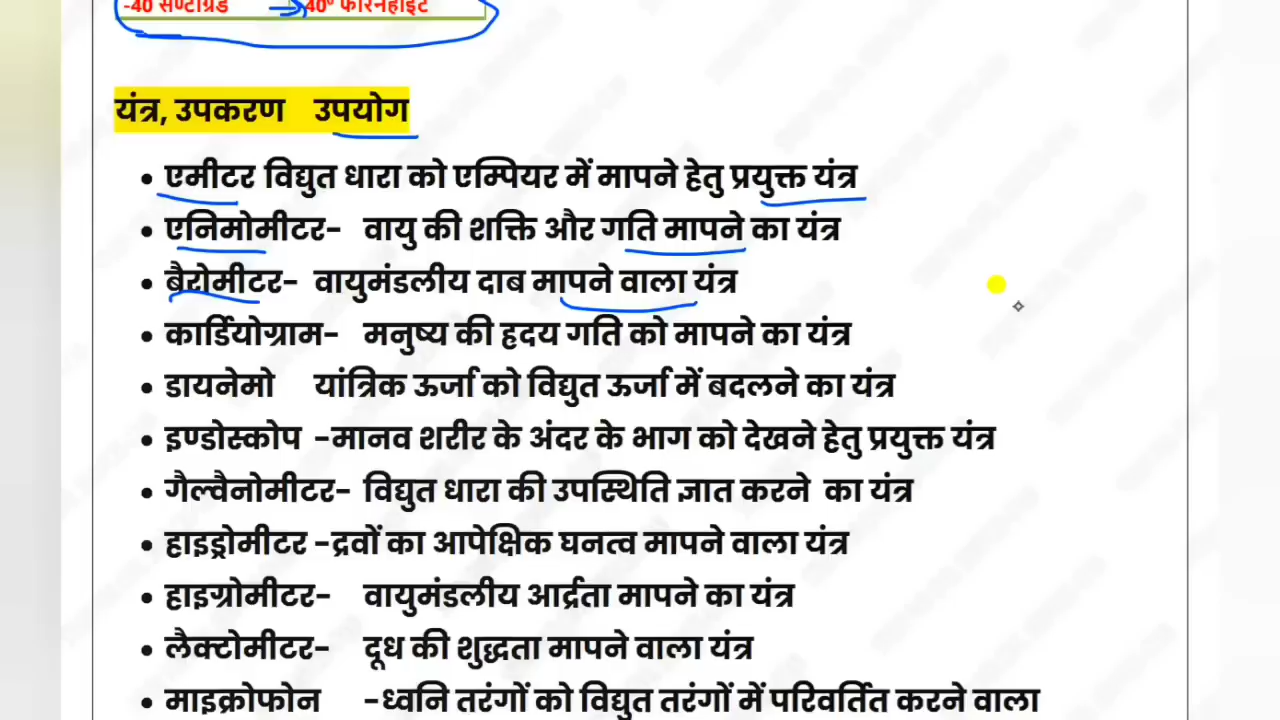 -40 सेण्टीग्रेड 40° फारेनहाइट
यंत्र, उपकरण उपयोग
• एमीटर विद्युत धारा को एम्पियर में मापने हेतु प्रयुक्त यंत्र
• एनिमोमीटर- वायु की शक्ति और गति मापने का यंत्र
• बैरोमीटर- वायुमंडलीय दाब मापने वाला यंत्र
• कार्डियोग्राम- मनुष्य की हृदय गति को मापने का यंत्र
• डायनेमो यांत्रिक ऊर्जा को विद्युत ऊर्जा में बदलने का यंत्र
• इण्डोस्कोप -मानव शरीर के अंदर के भाग को देखने हेतु प्रयुक्त यंत्र
• गैल्वैनोमीटर- विद्युत धारा की उपस्थिति ज्ञात करने का यंत्र
• हाइड्रोमीटर -द्रवों का आपेक्षिक घनत्व मापने वाला यंत्र
• हाइग्रोमीटर- वायुमंडलीय आर्द्रता मापने का यंत्र
• लैक्टोमीटर- दूध की शुद्धता मापने वाला यंत्र
• माइक्रोफोन -ध्वनि तरंगों को विद्युत तरंगों में परिवर्तित करने वाला